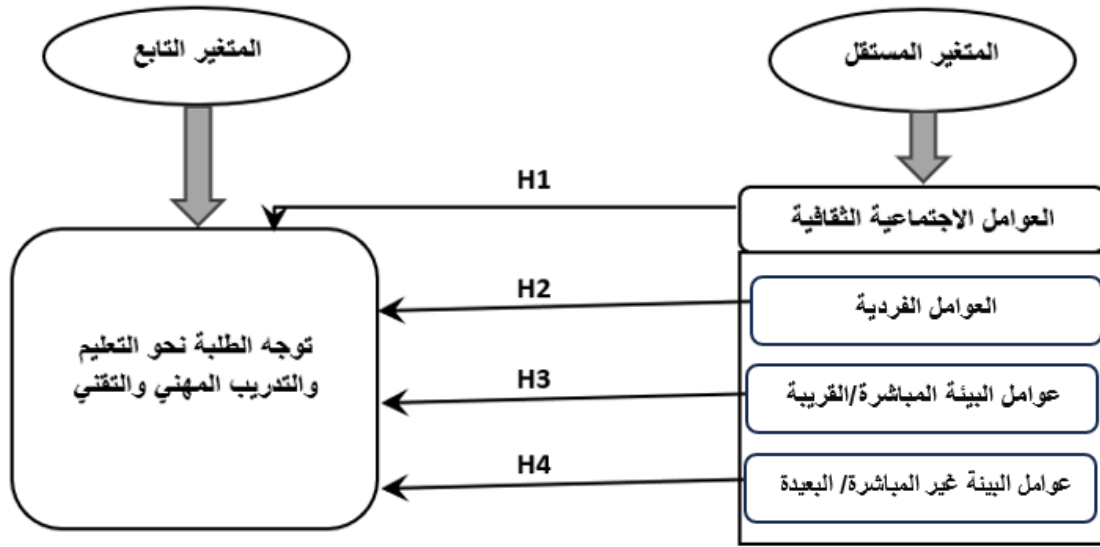 المتغير المستقل
المتغير التابع
H1
العوامل الاجتماعية الثقافية
H2
العوامل الفردية
توجه الطلبة نحو التعليم
والتدريب المهني والتقني
H3
عوامل البيئة المباشرة/القريبة
H4
عوامل البيئة غير المباشرة/ البعيدة